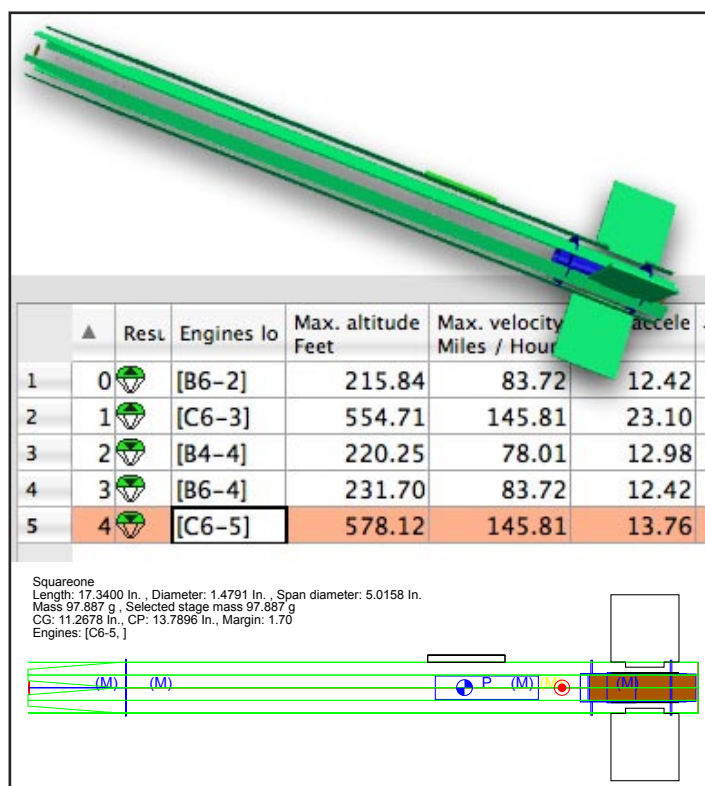 ▲ Resu Engines lo Max. altitude Feet Max. velocity Miles / Hour accele
1 0 [B6-2] 215.84 83.72 12.42
2 1 [C6-3] 554.71 145.81 23.10
3 2 [B4-4] 220.25 78.01 12.98
4 3 [B6-4] 231.70 83.72 12.42
5 4 [C6-5] 578.12 145.81 13.76
Squareone
Length: 17.3400 In. , Diameter: 1.4791 In. , Span diameter: 5.0158 In.
Mass 97.887 g , Selected stage mass 97.887 g
CG: 11.2678 In., CP: 13.7896 In., Margin: 1.70
Engines: [C6-5, ]
(M) (M) P (M) (M)